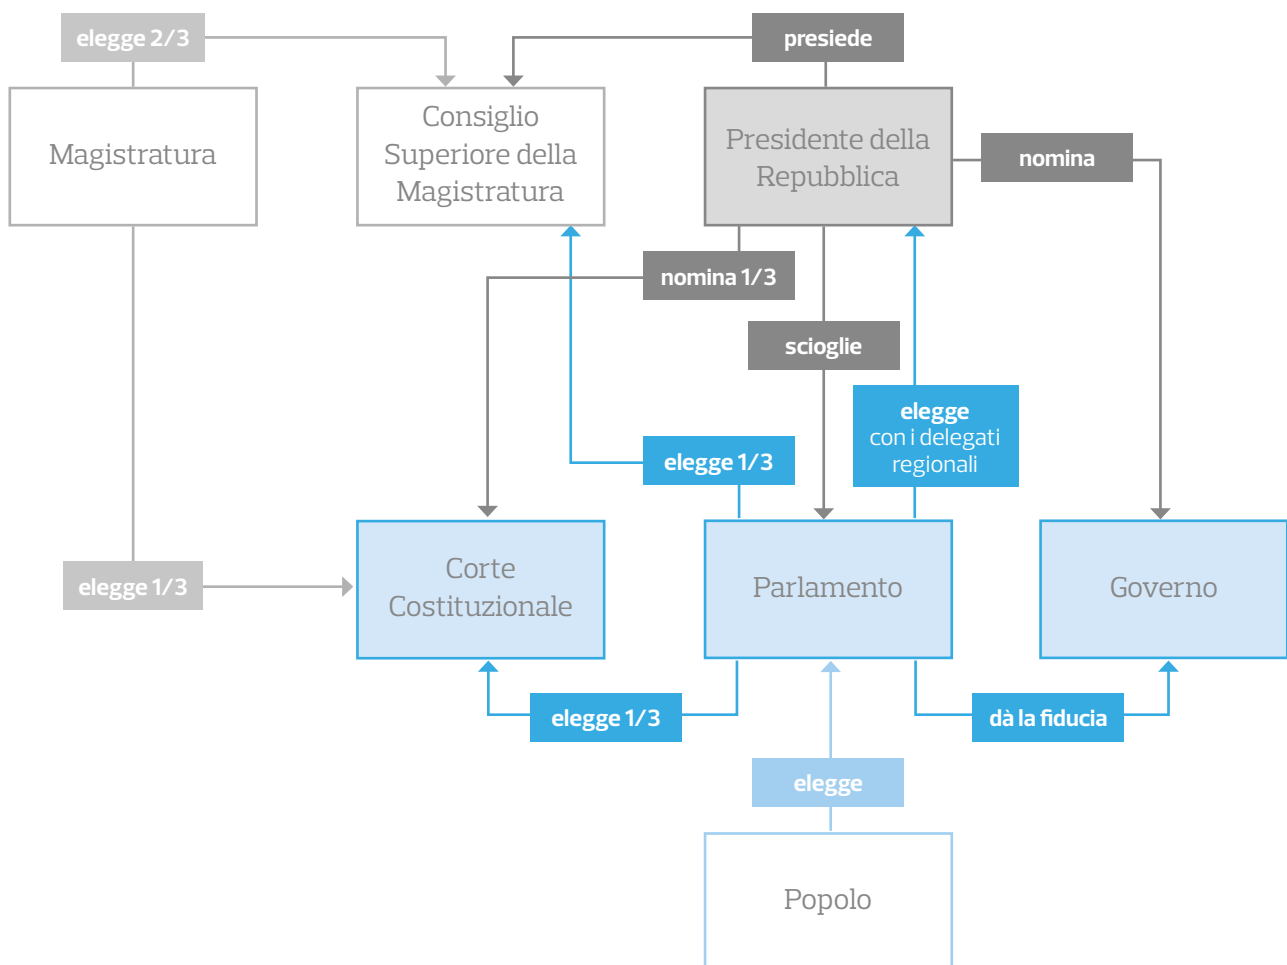 elegge 2/3
presiede
Magistratura
Consiglio
Superiore della
Magistratura
Presidente della
Repubblica
nomina
nomina 1/3
scioglie
elegge
con i delegati
regionali
elegge 1/3
elegge 1/3
Corte
Costituzionale
Parlamento
Governo
elegge 1/3
dà la fiducia
elegge
Popolo